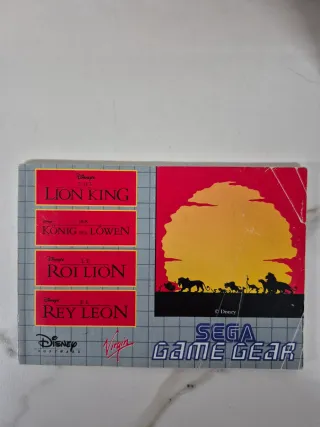 Disney's
THE
LION KING
Disney's DER
KÖNIG DER LÖWEN
Disney's LE
ROI LION
Disney's EL
REY LEÓN
© Disney
Disney
SOFTWARE
Virgin
SEGA
GAME GEAR